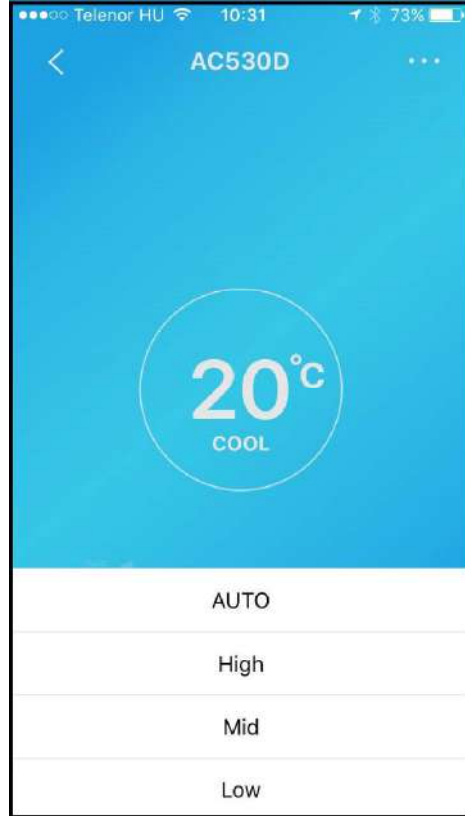 Telenor HU 10:31 73%
AC530D
20°C
COOL
AUTO
High
Mid
Low